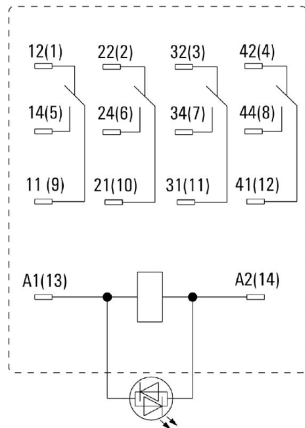 12(1) 22(2) 32(3) 42(4)
14(5) 24(6) 34(7) 44(8)
11 (9) 21(10) 31(11) 41(12)
A1(13) A2(14)